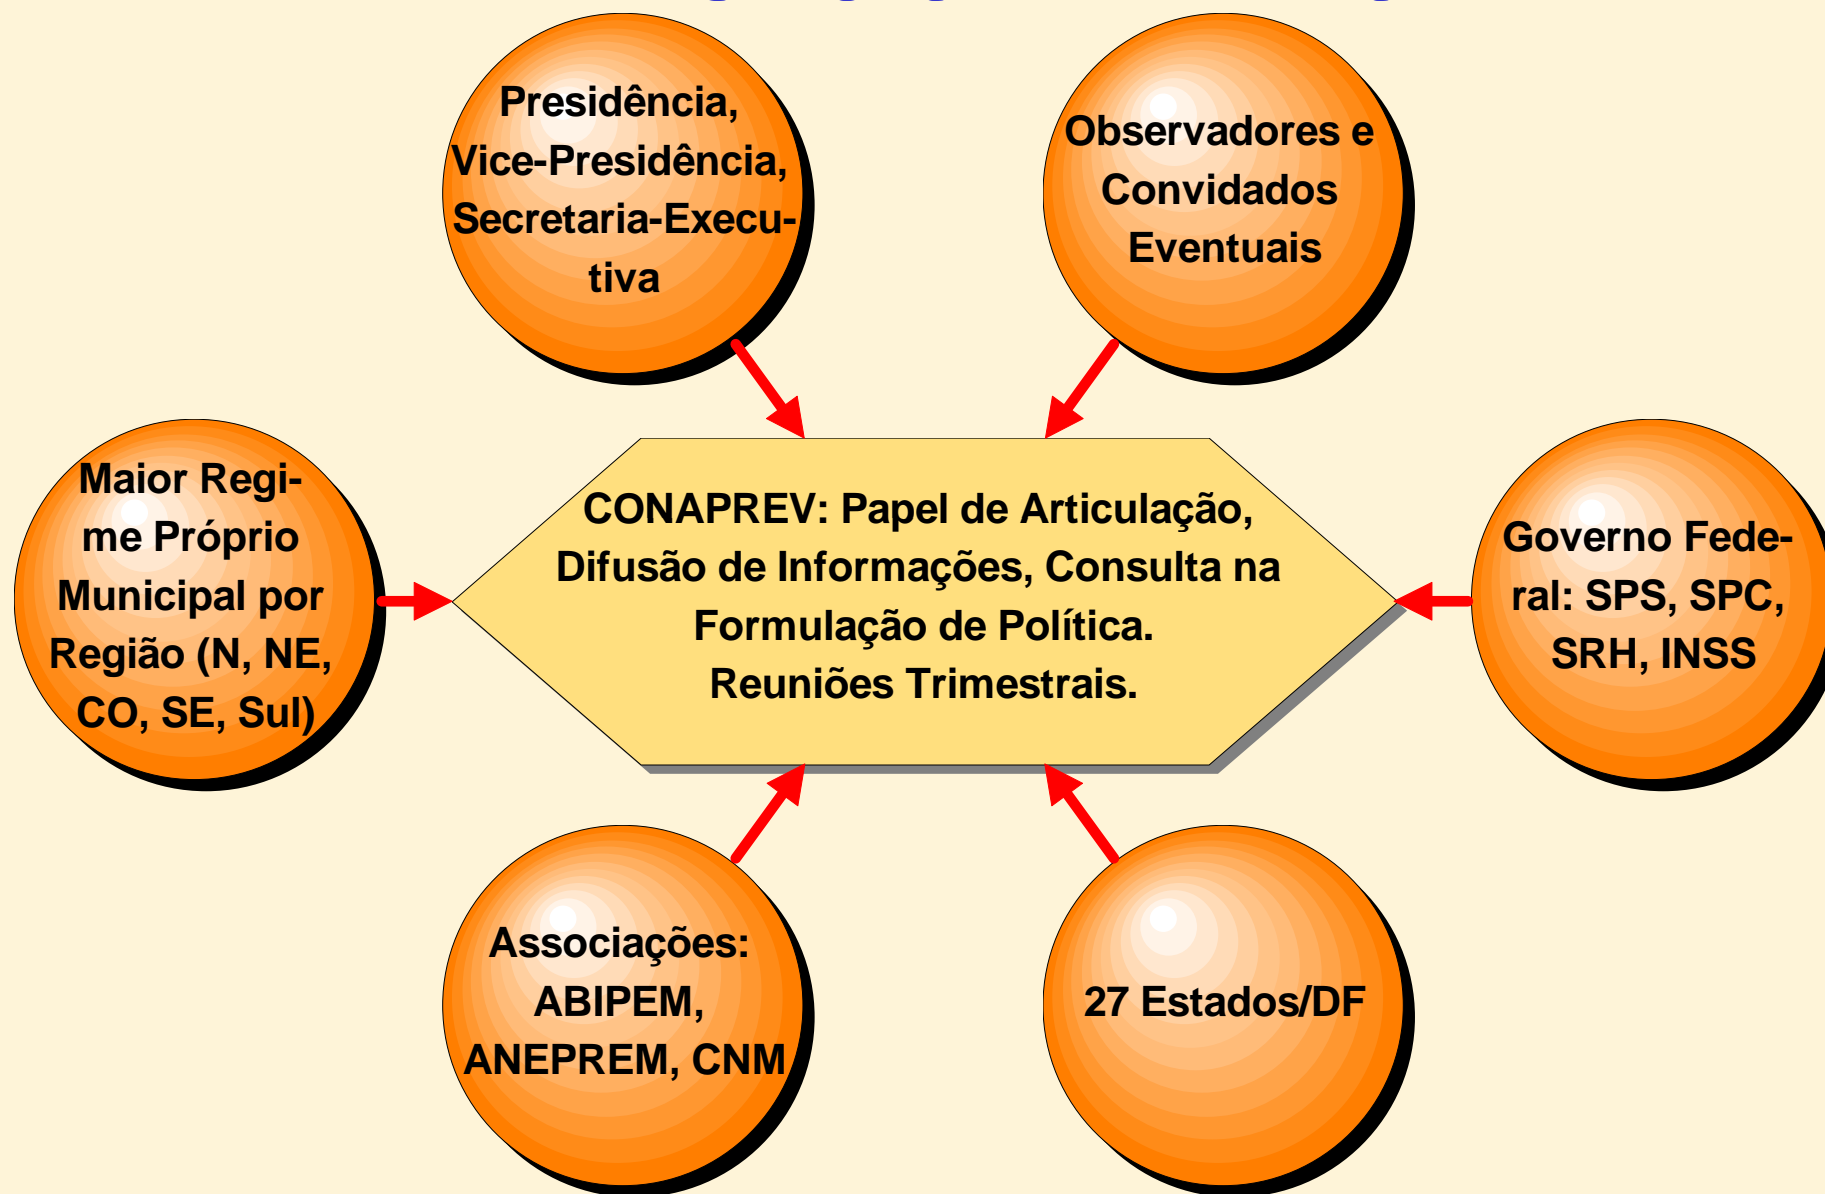 Presidência,
Vice-Presidência,
Secretaria-Execu-
tiva
Observadores e
Convidados
Eventuais
Maior Regi-
me Próprio
Municipal por
Região (N, NE,
CO, SE, Sul)
CONAPREV: Papel de Articulação,
Difusão de Informações, Consulta na
Formulação de Política.
Reuniões Trimestrais.
Governo Fede-
ral: SPS, SPC,
SRH, INSS
Associações:
ABIPEM,
ANEPREM, CNM
27 Estados/DF